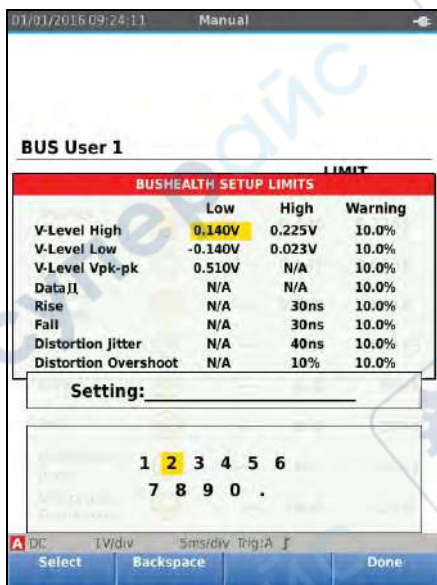 01/01/2016 09:24:11 Manual
BUS User 1
LIMIT
BUSHEALTH SETUP LIMITS
Low High Warning
V-Level High 0.140V 0.225V 10.0%
V-Level Low -0.140V 0.023V 10.0%
V-Level Vpk-pk 0.510V N/A 10.0%
Data N/A N/A 10.0%
Rise N/A 30ns 10.0%
Fall N/A 30ns 10.0%
Distortion Jitter N/A 40ns 10.0%
Distortion Overshoot N/A 10% 10.0%
Setting:
1 2 3 4 5 6
7 8 9 0 .
A DC 1V/div 5ms/div Trig:A
Select Backspace Done